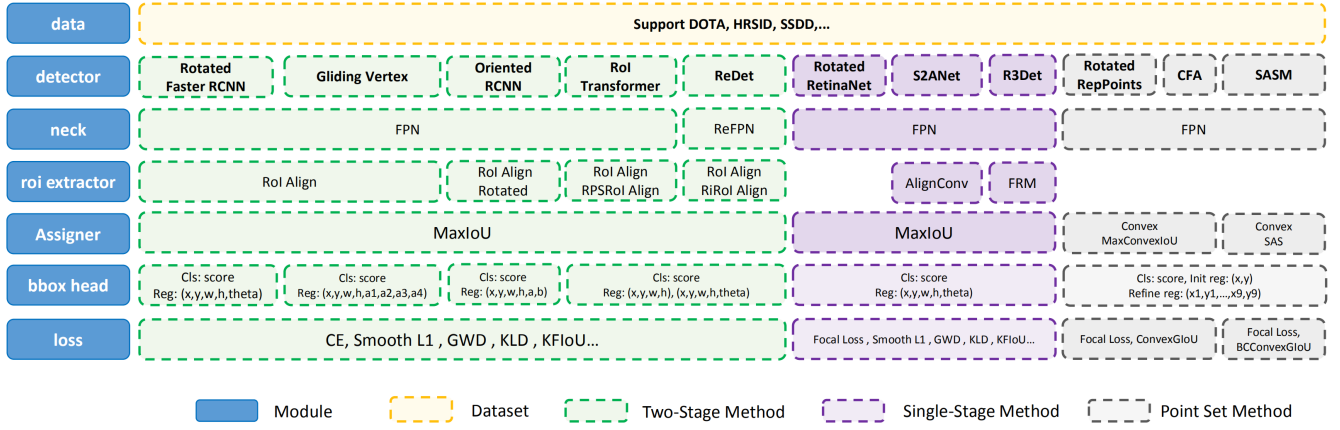 data
Support DOTA, HRSID, SSDD,...
detector
Rotated
Faster RCNN
Gliding Vertex
Oriented
RCNN
RoI
Transformer
ReDet
Rotated
RetinaNet
S2ANet
R3Det
Rotated
RepPoints
CFA
SASM
neck
FPN
ReFPN
FPN
FPN
roi extractor
RoI Align
RoI Align
Rotated
RoI Align
RPSRoI Align
RoI Align
RiRoI Align
AlignConv
FRM
Assigner
MaxIoU
MaxIoU
Convex
MaxConvexIoU
Convex
SAS
bbox head
Cls: score
Reg: (x,y,w,h,theta)
Cls: score
Reg: (x,y,w,h,a1,a2,a3,a4)
Cls: score
Reg: (x,y,w,h,a,b)
Cls: score
Reg: (x,y,w,h), (x,y,w,h,theta)
Cls: score
Reg: (x,y,w,h,theta)
Cls: score, Init reg: (x,y)
Refine reg: (x1,y1,...,x9,y9)
loss
CE, Smooth L1 , GWD , KLD , KFIoU...
Focal Loss , Smooth L1 , GWD , KLD , KFIoU...
Focal Loss, ConvexGIoU
Focal Loss,
BCConvexGIoU
Module
Dataset
Two-Stage Method
Single-Stage Method
Point Set Method